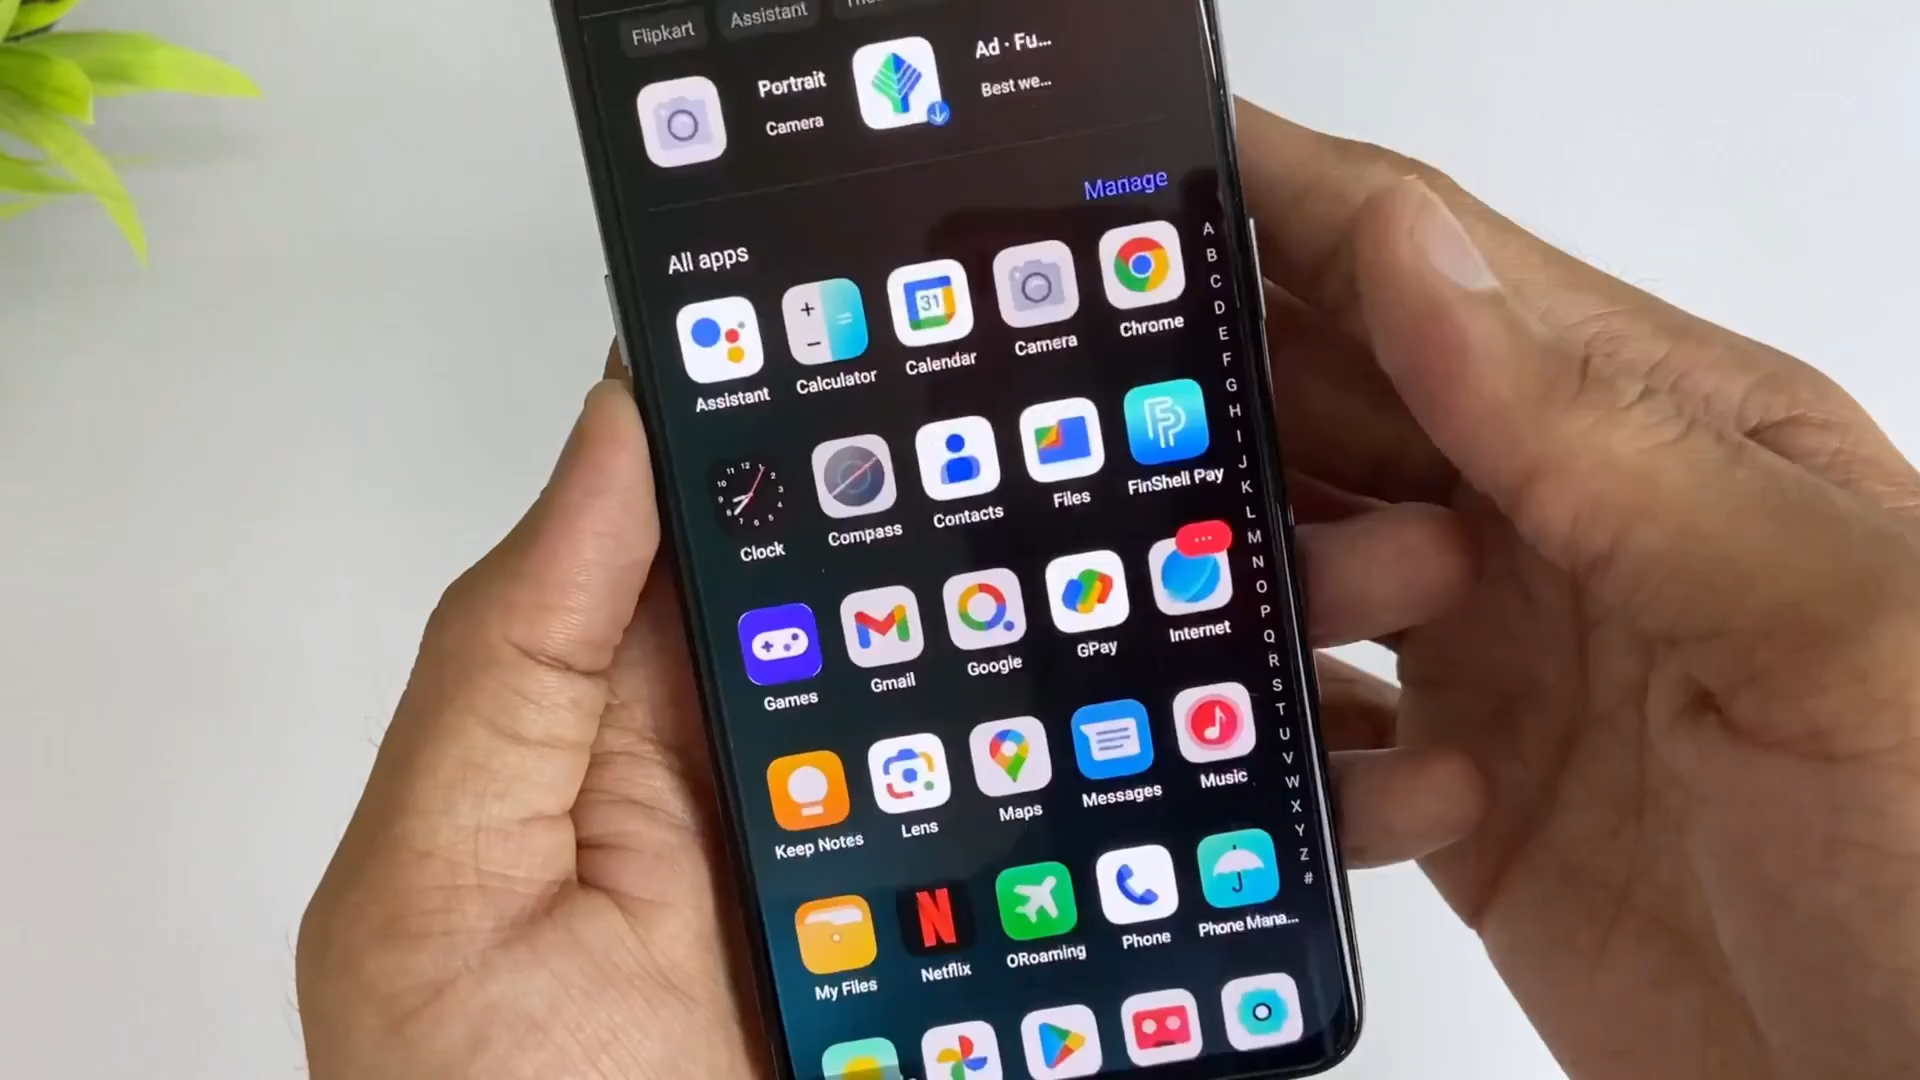 Flipkart
Assistant
Portrait
Camera
Ad · Fu...
Best we...
Manage
All apps
31
Assistant
Calculator
Calendar
Camera
Chrome
Clock
Compass
Contacts
Files
FinShell Pay
Games
Gmail
Google
GPay
Internet
Keep Notes
Lens
Maps
Messages
Music
My Files
Netflix
ORoaming
Phone
Phone Mana...
A
B
C
D
E
F
G
H
I
J
K
L
M
N
O
P
Q
R
S
T
U
V
W
X
Y
Z
#